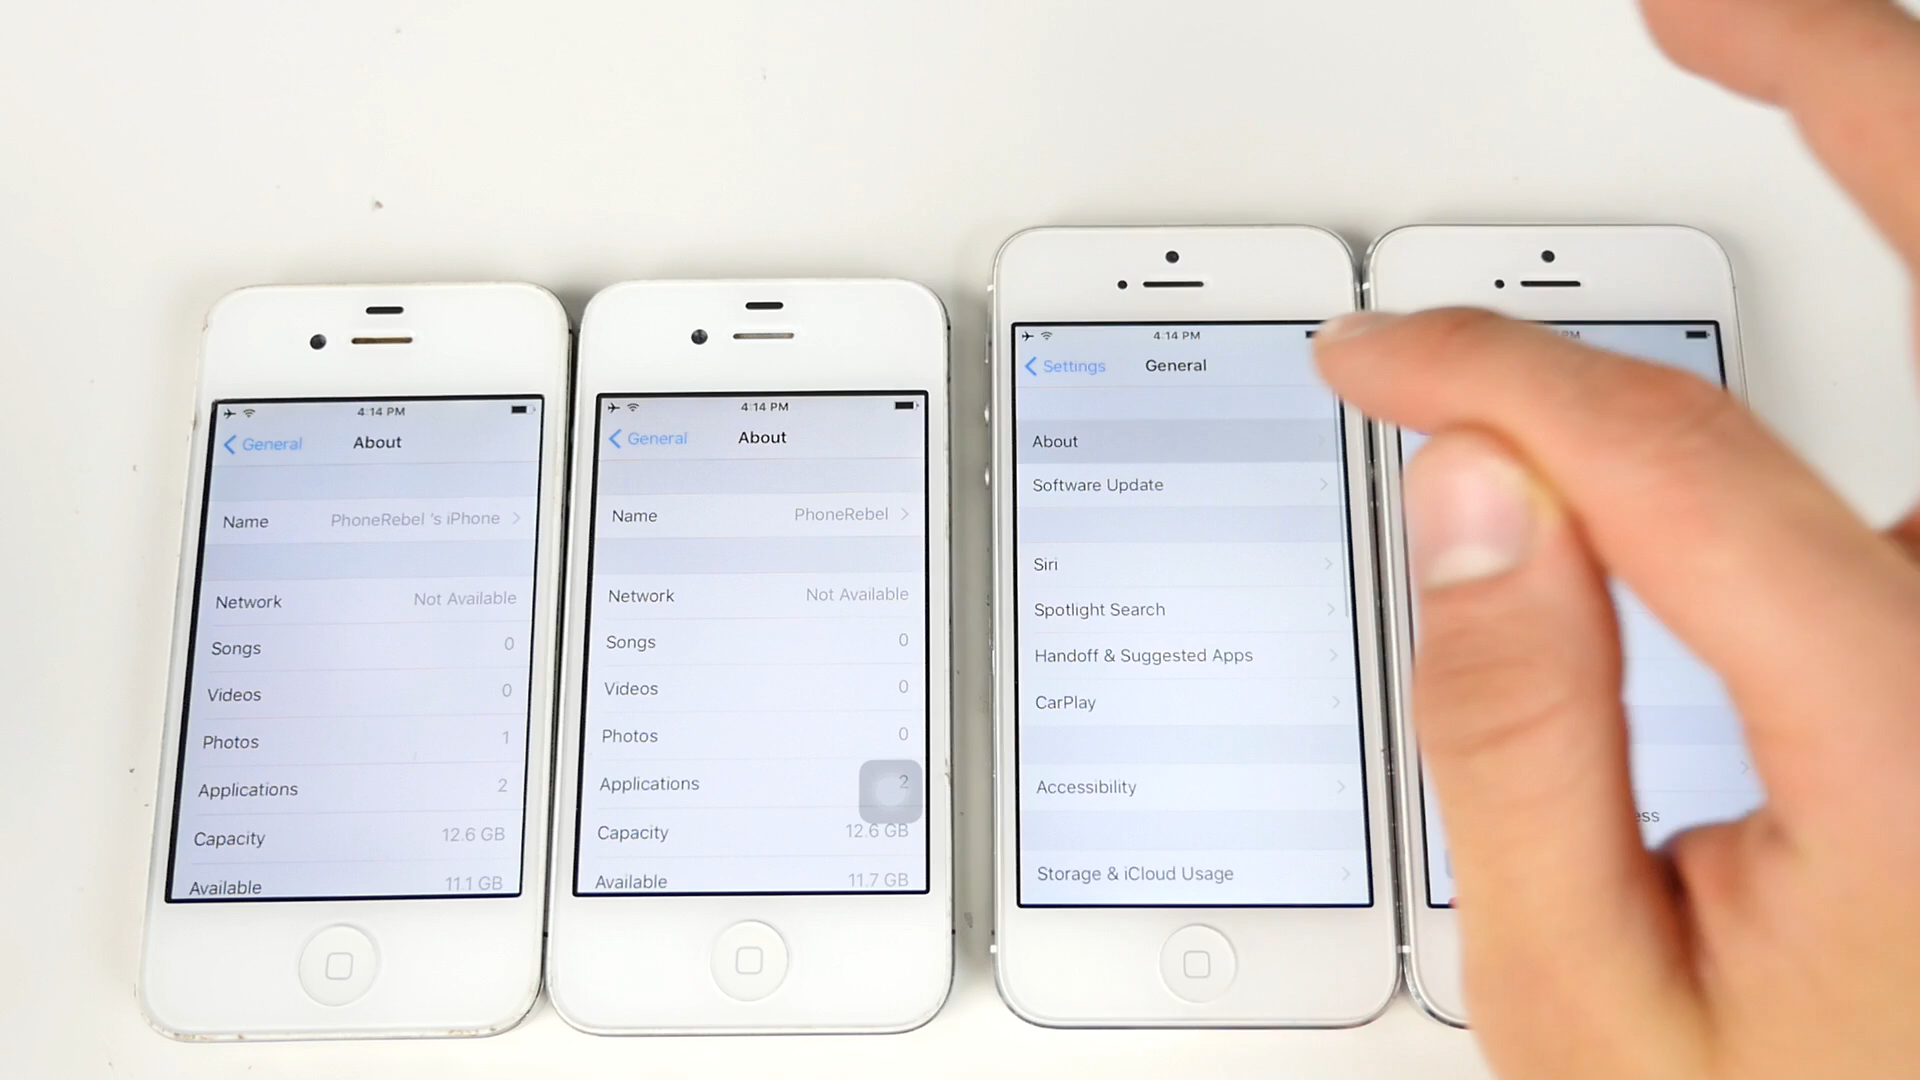 4:14 PM
General
About
Name
PhoneRebel 's iPhone
Network
Not Available
Songs
0
Videos
0
Photos
1
Applications
2
Capacity
12.6 GB
Available
11.1 GB
4:14 PM
General
About
Name
PhoneRebel
Network
Not Available
Songs
0
Videos
0
Photos
0
Applications
2
Capacity
12.6 GB
Available
11.7 GB
4:14 PM
Settings
General
About
Software Update
Siri
Spotlight Search
Handoff & Suggested Apps
CarPlay
Accessibility
Storage & iCloud Usage
PM
ess